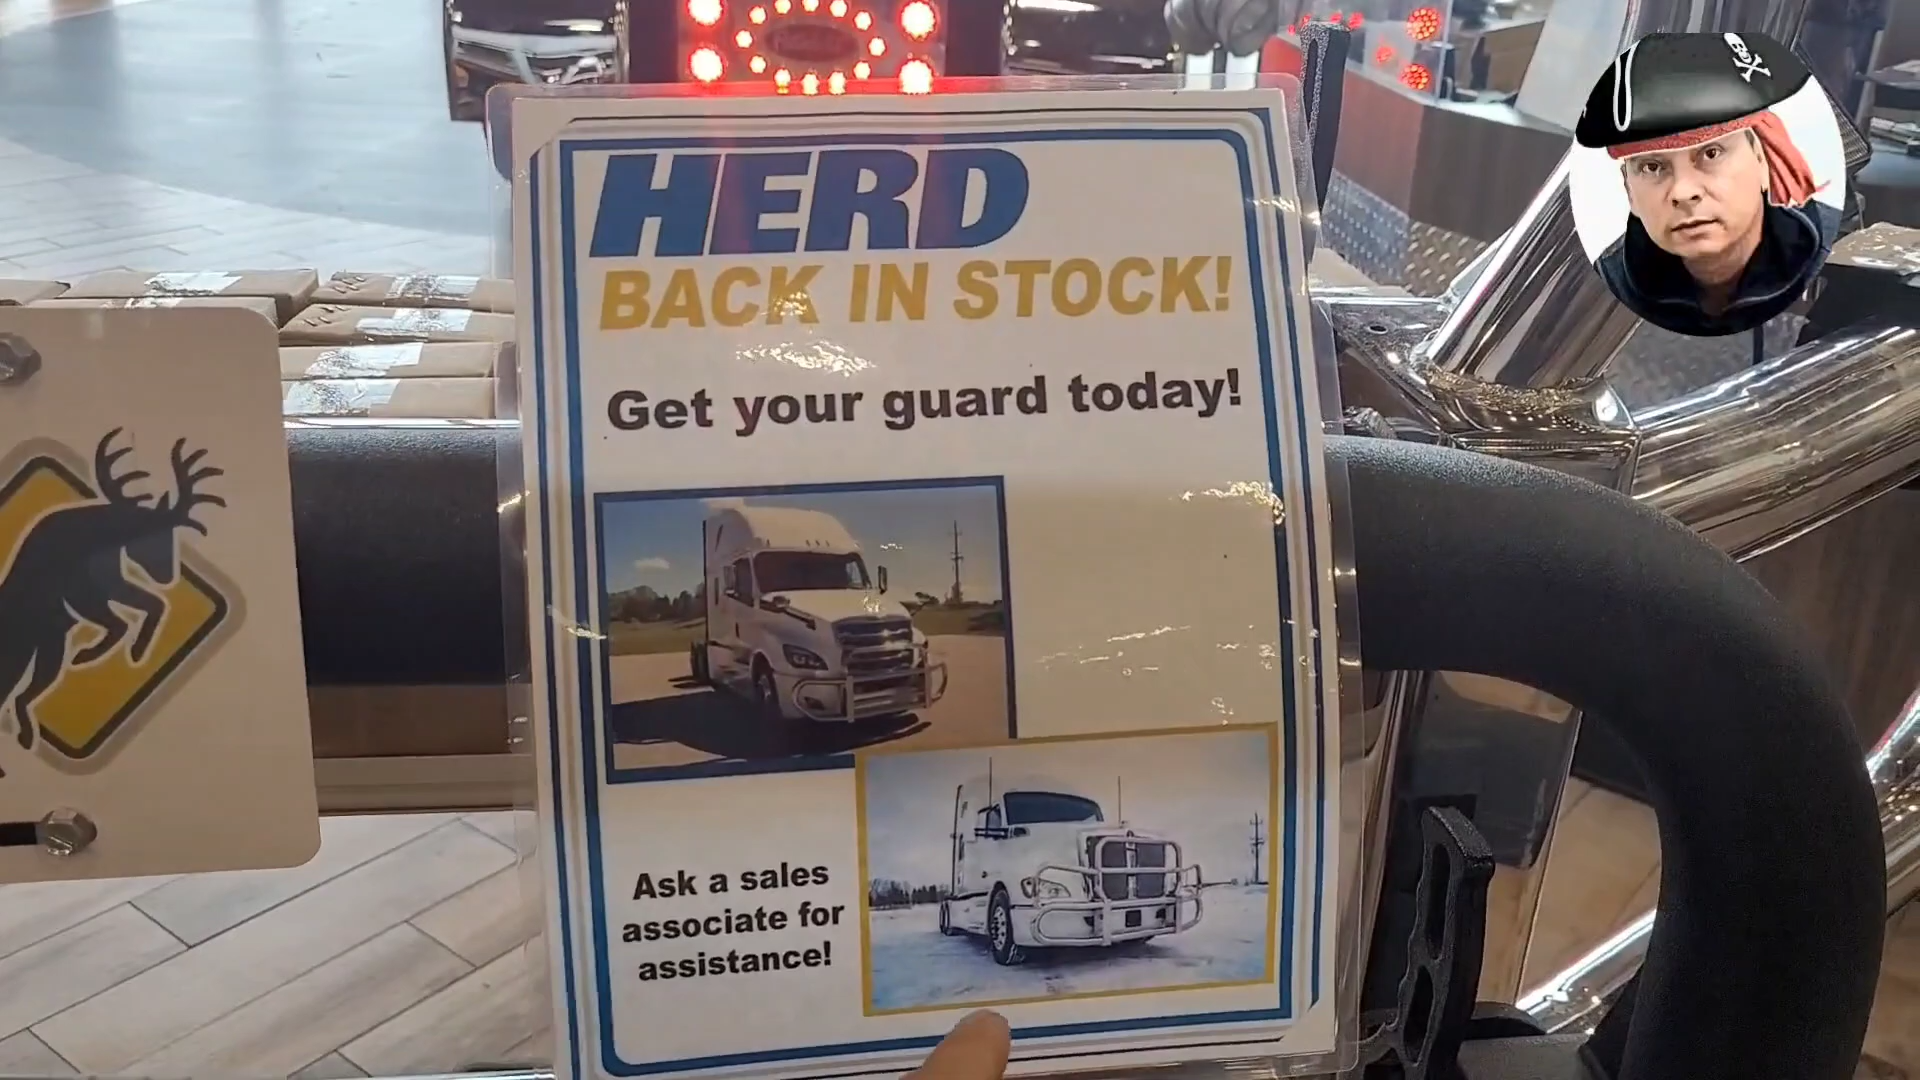 HERD
BACK IN STOCK!
Get your guard today!
Ask a sales
associate for
assistance!